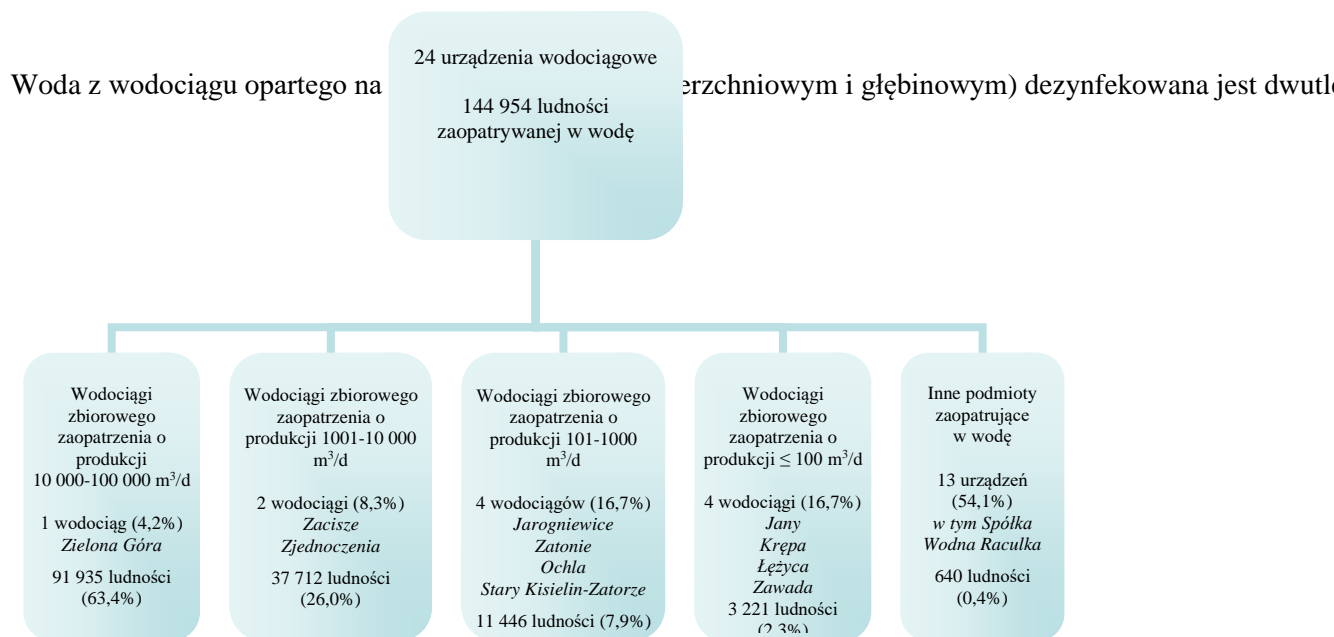 24 urządzenia wodociągowe
144 954 ludności
zaopatrywanej w wodę
Woda z wodociągu opartego na erzchniowym i głębinowym) dezynfekowana jest dwutl
Wodociągi
zbiorowego
zaopatrzenia o
produkcji
10 000-100 000 m³/d
1 wodociąg (4,2%)
Zielona Góra
91 935 ludności
(63,4%)
Wodociągi zbiorowego
zaopatrzenia o
produkcji 1001-10 000
m³/d
2 wodociągi (8,3%)
Zacisze
Zjednoczenia
37 712 ludności
(26,0%)
Wodociągi zbiorowego
zaopatrzenia o
produkcji 101-1000
m³/d
4 wodociągów (16,7%)
Jarogniewice
Zatonie
Ochla
Stary Kisielin-Zatorze
11 446 ludności (7,9%)
Wodociągi
zbiorowego
zaopatrzenia o
produkcji ≤ 100 m³/d
4 wodociągi (16,7%)
Jany
Krępa
Łężyca
Zawada
3 221 ludności
(2,3%)
Inne podmioty
zaopatrujące
w wodę
13 urządzeń
(54,1%)
w tym Spółka
Wodna Raculka
640 ludności
(0,4%)